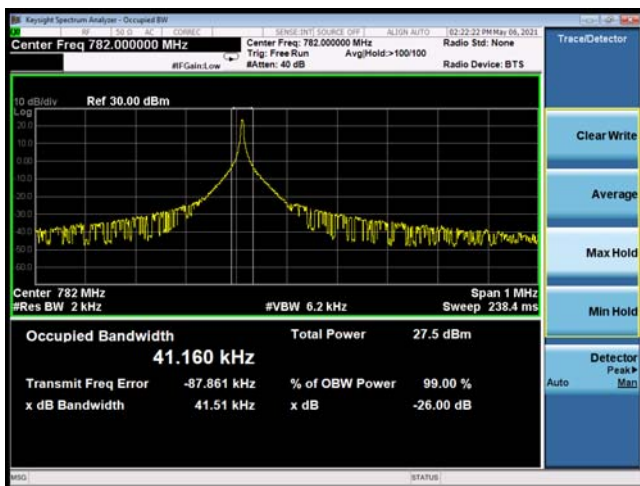 Keysight Spectrum Analyzer - Occupied BW
RF 50 Ω AC CORREC SENSE:INT SOURCE OFF ALIGN AUTO 02:22:22 PM May 06, 2021
Center Freq 782.000000 MHz Center Freq: 782.000000 MHz Radio Std: None
Trig: Free Run Avg|Hold:>100/100
#IFGain:Low #Atten: 40 dB Radio Device: BTS
Trace/Detector
10 dB/div Ref 30.00 dBm
Log
20.0
10.0
0.00
-10.0
-20.0
-30.0
-40.0
-50.0
-60.0
Center 782 MHz Span 1 MHz
#Res BW 2 kHz #VBW 6.2 kHz Sweep 238.4 ms
Occupied Bandwidth Total Power 27.5 dBm
41.160 kHz
Transmit Freq Error -87.861 kHz % of OBW Power 99.00 %
x dB Bandwidth 41.51 kHz x dB -26.00 dB
Clear Write
Average
Max Hold
Min Hold
Detector
Peak▶
Auto Man
MSG STATUS